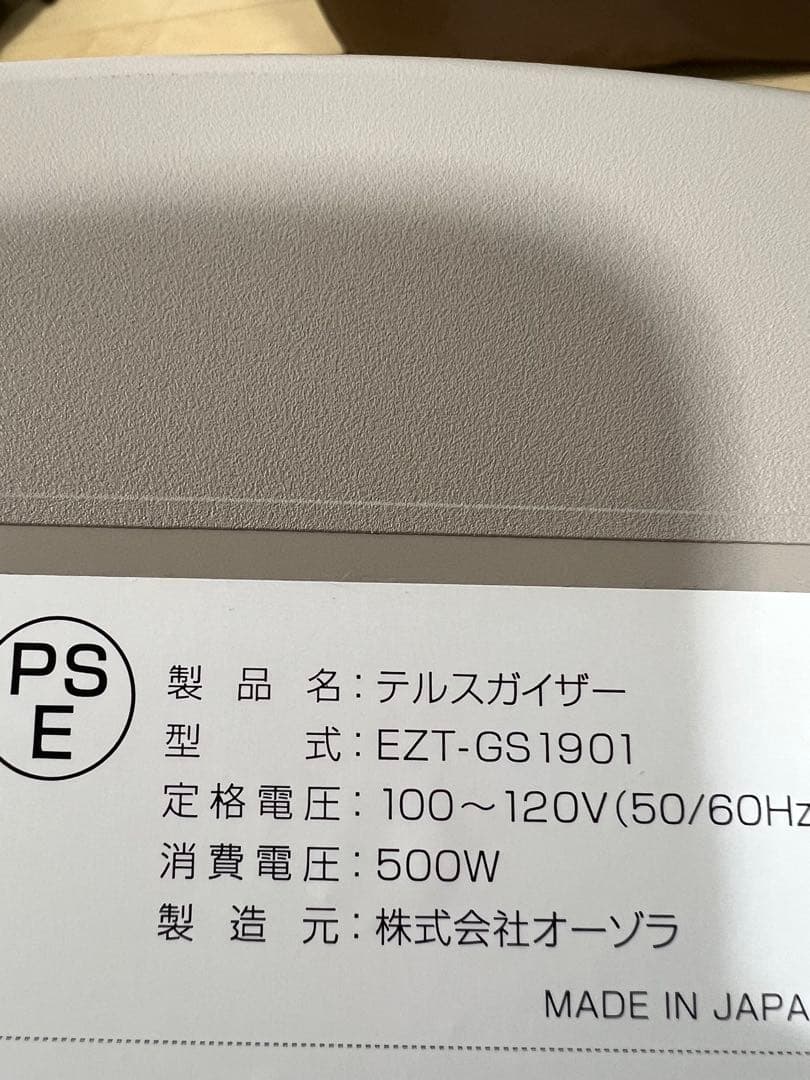 PS
E
製品名：テルスガイザー
型式：EZT-GS1901
定格電圧：100〜120V(50/60Hz
消費電圧：500W
製造元：株式会社オーゾラ
MADE IN JAPA